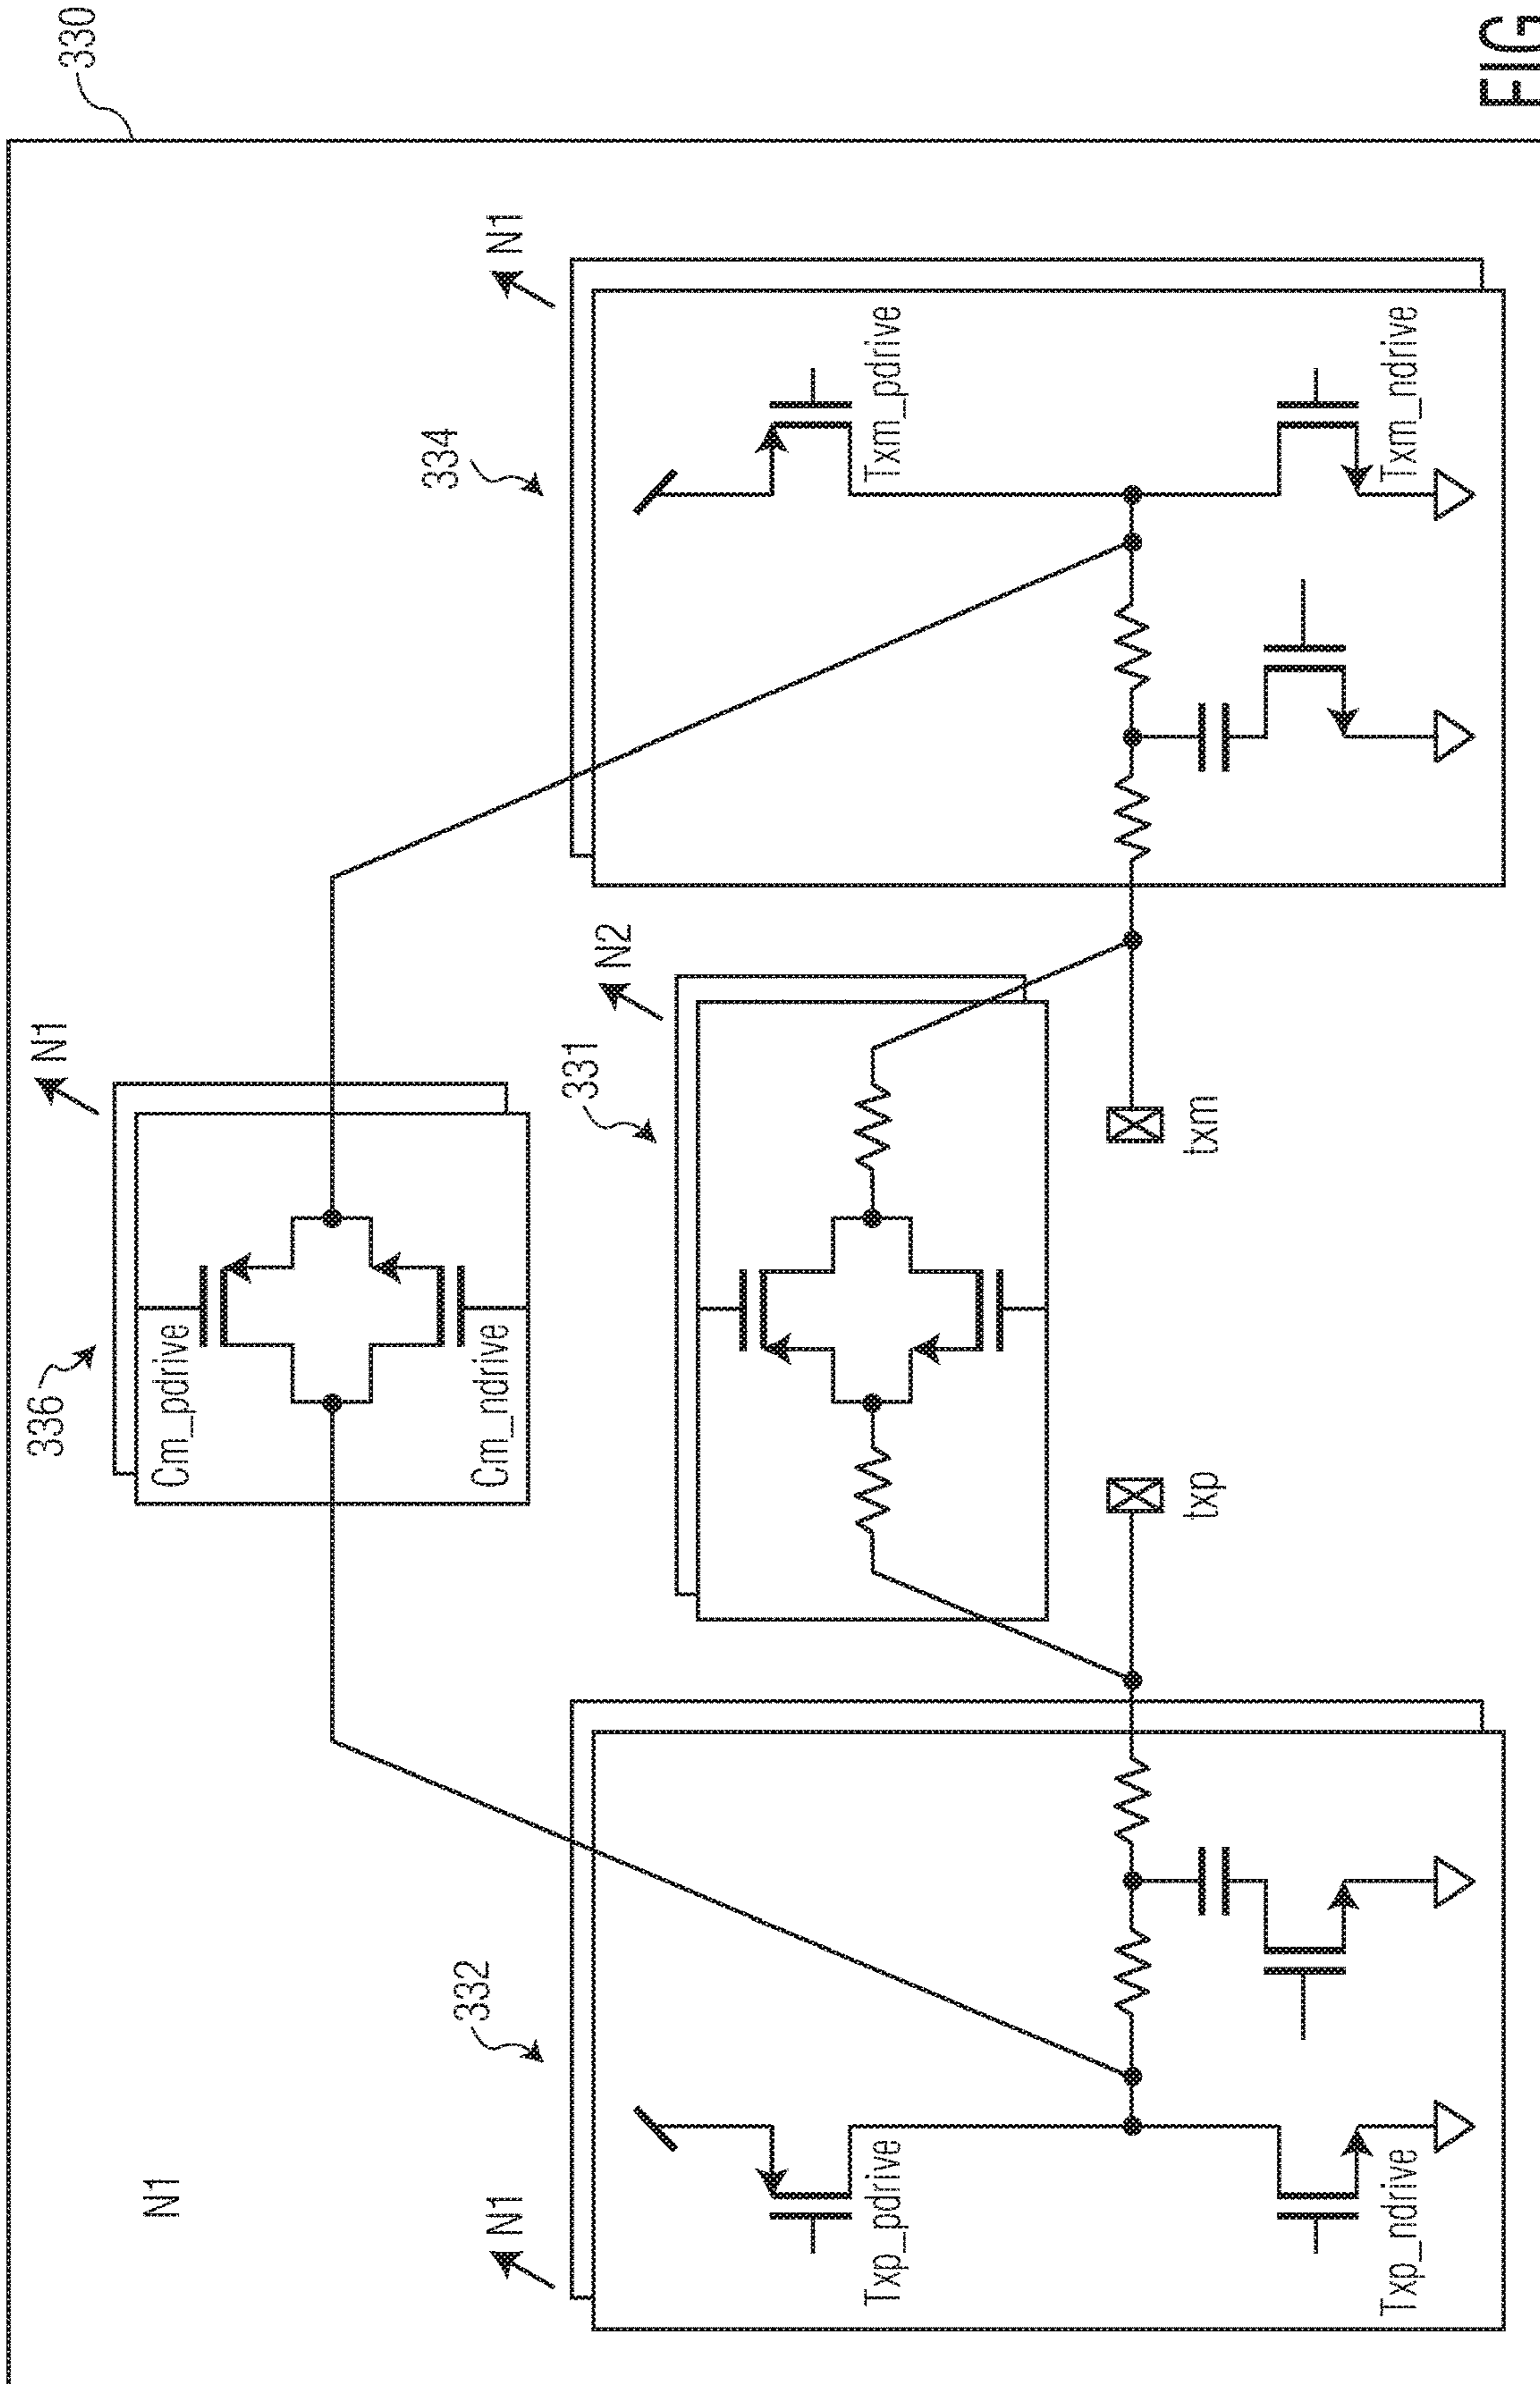 330
N1
336
Cm_pdrive
Cm_ndrive
N1
N1
332
Txp_pdrive
Txp_ndrive
N2
331
txp
txm
N1
334
Txm_pdrive
Txm_ndrive
FIG